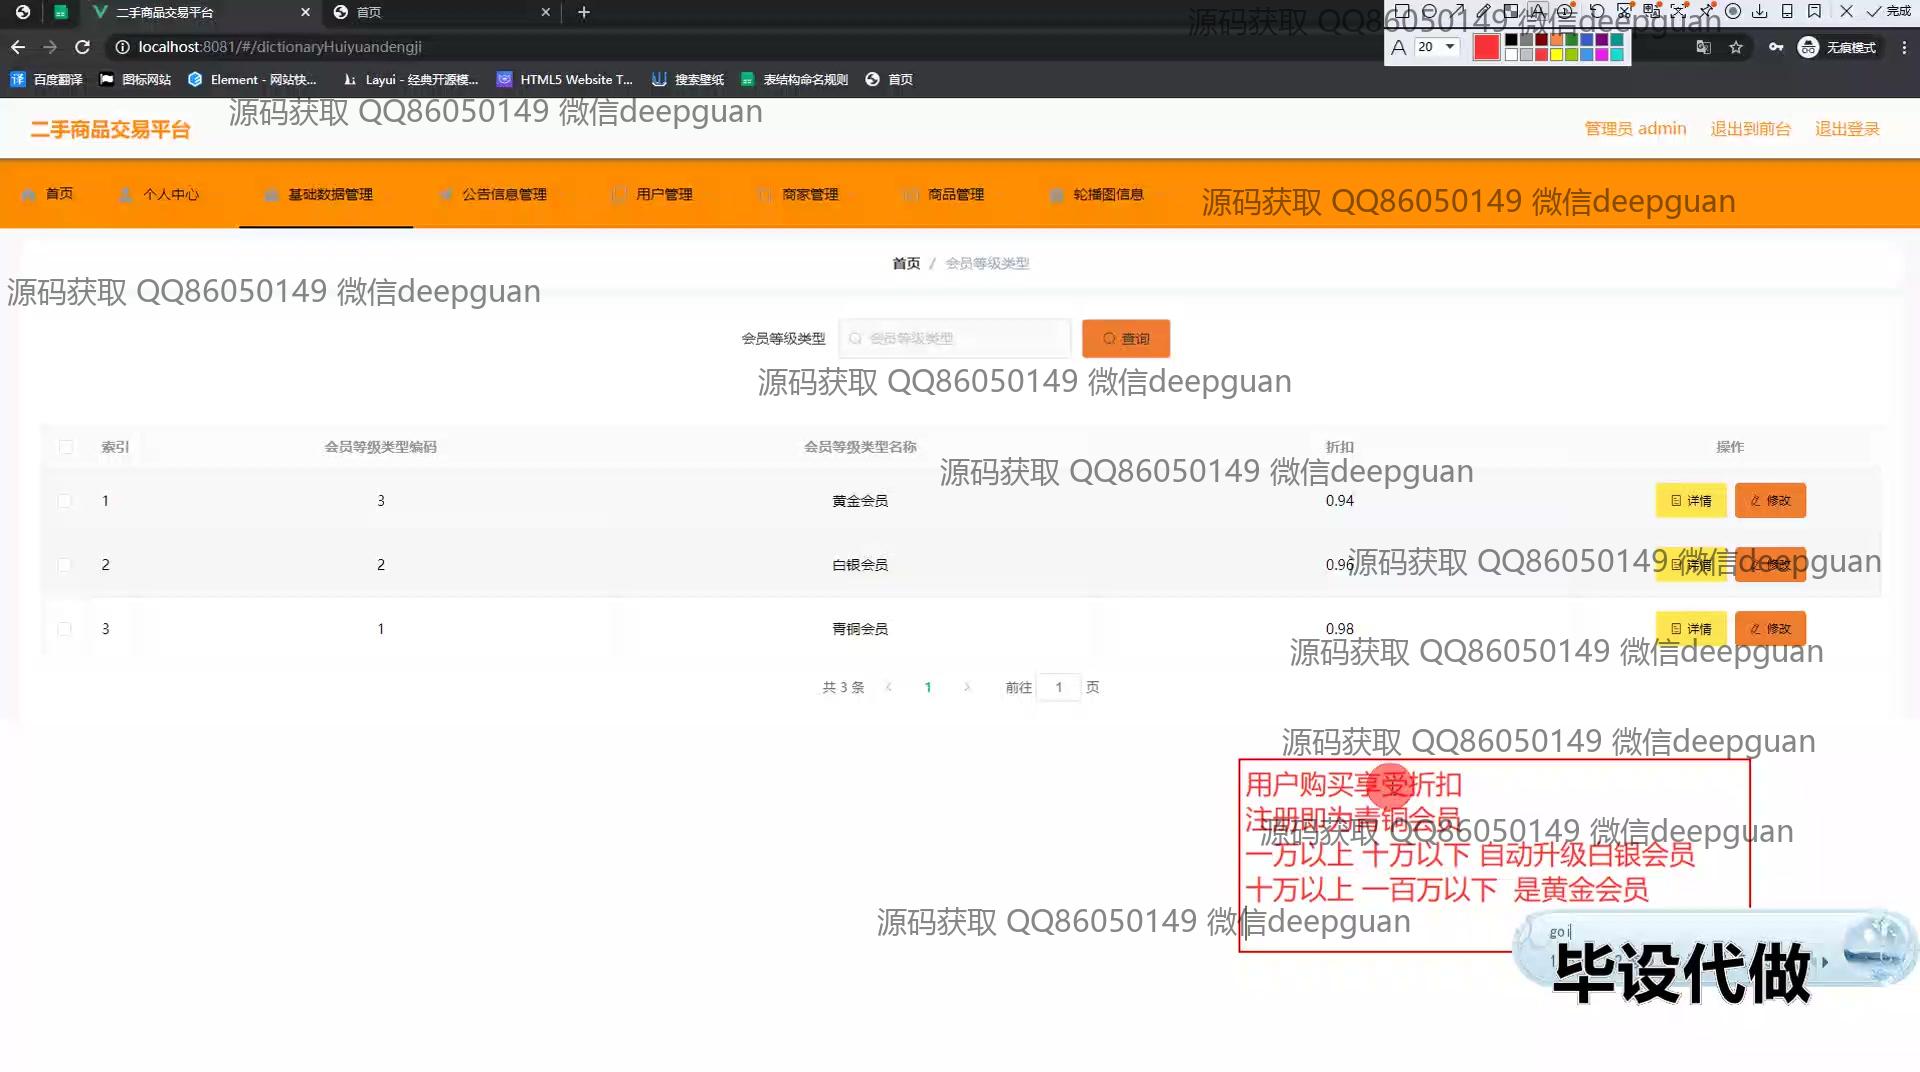 二手商品交易平台
首页
完成
20
localhost:8081/#/dictionaryHuiyuandengji
无痕模式
百度翻译
图标网站
Element - 网站快...
Layui - 经典开源模...
HTML5 Website T...
搜索壁纸
表结构命名规则
首页
源码获取 QQ86050149 微信deepguan
二手商品交易平台
源码获取 QQ86050149 微信deepguan
管理员 admin
退出到前台
退出登录
首页
个人中心
基础数据管理
公告信息管理
用户管理
商家管理
商品管理
轮播图信息
源码获取 QQ86050149 微信deepguan
首页 / 会员等级类型
源码获取 QQ86050149 微信deepguan
会员等级类型
会员等级类型
查询
源码获取 QQ86050149 微信deepguan
索引 会员等级类型编码 会员等级类型名称 折扣 操作
源码获取 QQ86050149 微信deepguan
1 3 黄金会员 0.94 详情 修改
2 2 白银会员 0.96 详情 修改
源码获取 QQ86050149 微信deepguan
3 1 青铜会员 0.98 详情 修改
源码获取 QQ86050149 微信deepguan
共 3 条 1 前往 1 页
源码获取 QQ86050149 微信deepguan
用户购买享受折扣
注册即为青铜会员
源码获取 QQ86050149 微信deepguan
一万以上 十万以下 自动升级白银会员
十万以上 一百万以下 是黄金会员
源码获取 QQ86050149 微信deepguan
goi
毕设代做